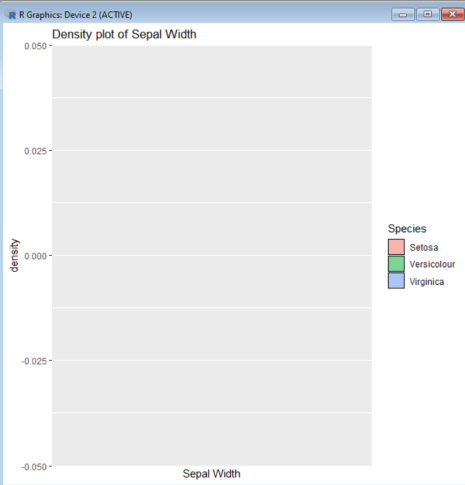 R Graphics: Device 2 (ACTIVE)
Density plot of Sepal Width
0.050
0.025
0.000
-0.025
-0.050
density
Sepal Width
Species
Setosa
Versicolour
Virginica